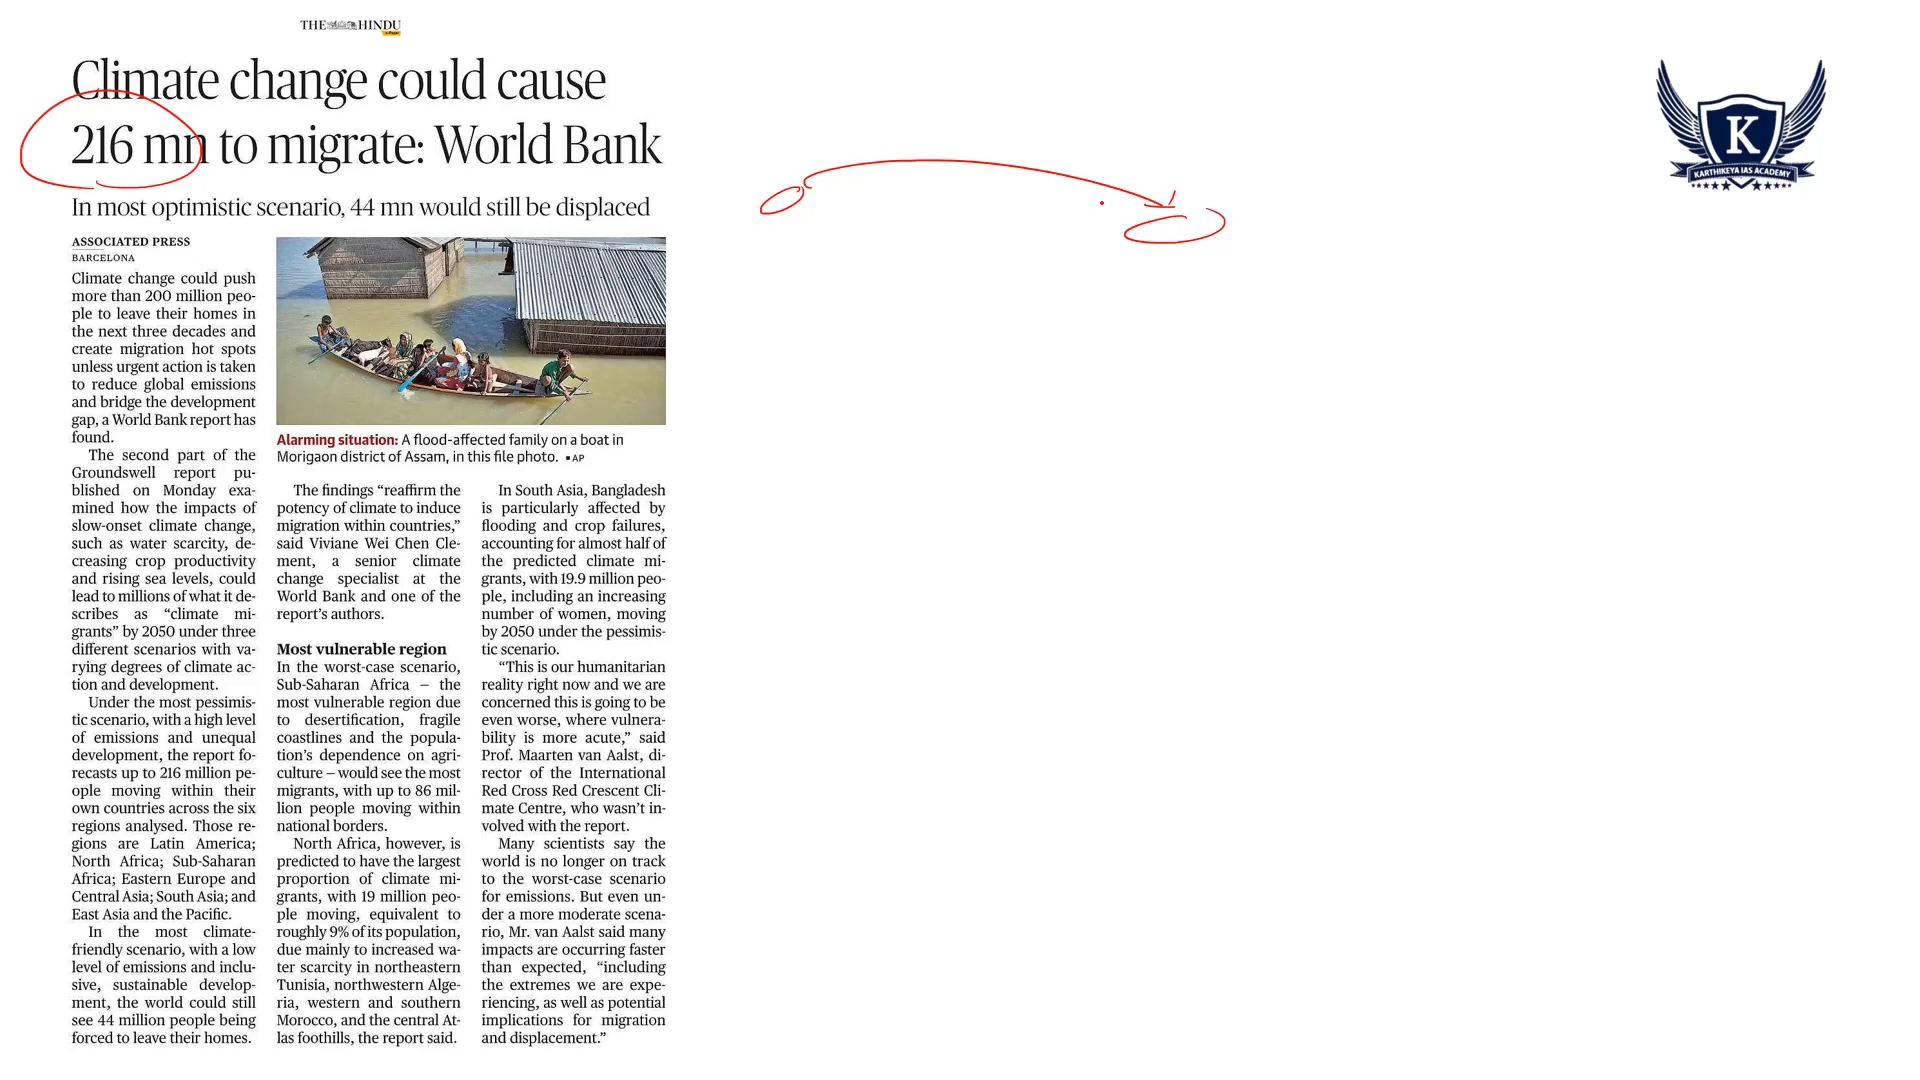 THE HINDU
e-Paper
Climate change could cause
216 mn to migrate: World Bank
In most optimistic scenario, 44 mn would still be displaced
ASSOCIATED PRESS
BARCELONA
Climate change could push
more than 200 million peo-
ple to leave their homes in
the next three decades and
create migration hot spots
unless urgent action is taken
to reduce global emissions
and bridge the development
gap, a World Bank report has
found.
The second part of the
Groundswell report pu-
blished on Monday exa-
mined how the impacts of
slow-onset climate change,
such as water scarcity, de-
creasing crop productivity
and rising sea levels, could
lead to millions of what it de-
scribes as “climate mi-
grants” by 2050 under three
different scenarios with va-
rying degrees of climate ac-
tion and development.
Under the most pessimis-
tic scenario, with a high level
of emissions and unequal
development, the report fo-
recasts up to 216 million pe-
ople moving within their
own countries across the six
regions analysed. Those re-
gions are Latin America;
North Africa; Sub-Saharan
Africa; Eastern Europe and
Central Asia; South Asia; and
East Asia and the Pacific.
In the most climate-
friendly scenario, with a low
level of emissions and inclu-
sive, sustainable develop-
ment, the world could still
see 44 million people being
forced to leave their homes.
Alarming situation: A flood-affected family on a boat in
Morigaon district of Assam, in this file photo. ▪ AP
The findings “reaffirm the
potency of climate to induce
migration within countries,”
said Viviane Wei Chen Cle-
ment, a senior climate
change specialist at the
World Bank and one of the
report’s authors.
Most vulnerable region
In the worst-case scenario,
Sub-Saharan Africa – the
most vulnerable region due
to desertification, fragile
coastlines and the popula-
tion’s dependence on agri-
culture – would see the most
migrants, with up to 86 mil-
lion people moving within
national borders.
North Africa, however, is
predicted to have the largest
proportion of climate mi-
grants, with 19 million peo-
ple moving, equivalent to
roughly 9% of its population,
due mainly to increased wa-
ter scarcity in northeastern
Tunisia, northwestern Alge-
ria, western and southern
Morocco, and the central At-
las foothills, the report said.
In South Asia, Bangladesh
is particularly affected by
flooding and crop failures,
accounting for almost half of
the predicted climate mi-
grants, with 19.9 million peo-
ple, including an increasing
number of women, moving
by 2050 under the pessimis-
tic scenario.
“This is our humanitarian
reality right now and we are
concerned this is going to be
even worse, where vulnera-
bility is more acute,” said
Prof. Maarten van Aalst, di-
rector of the International
Red Cross Red Crescent Cli-
mate Centre, who wasn’t in-
volved with the report.
Many scientists say the
world is no longer on track
to the worst-case scenario
for emissions. But even un-
der a more moderate scena-
rio, Mr. van Aalst said many
impacts are occurring faster
than expected, “including
the extremes we are expe-
riencing, as well as potential
implications for migration
and displacement.”
K
KARTHIKEYA IAS ACADEMY